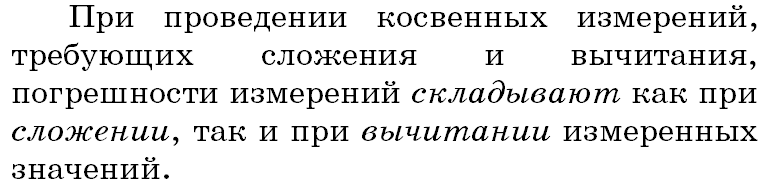 При проведении косвенных измерений,
требующих сложения и вычитания,
погрешности измерений складывают как при
сложении, так и при вычитании измеренных
значений.